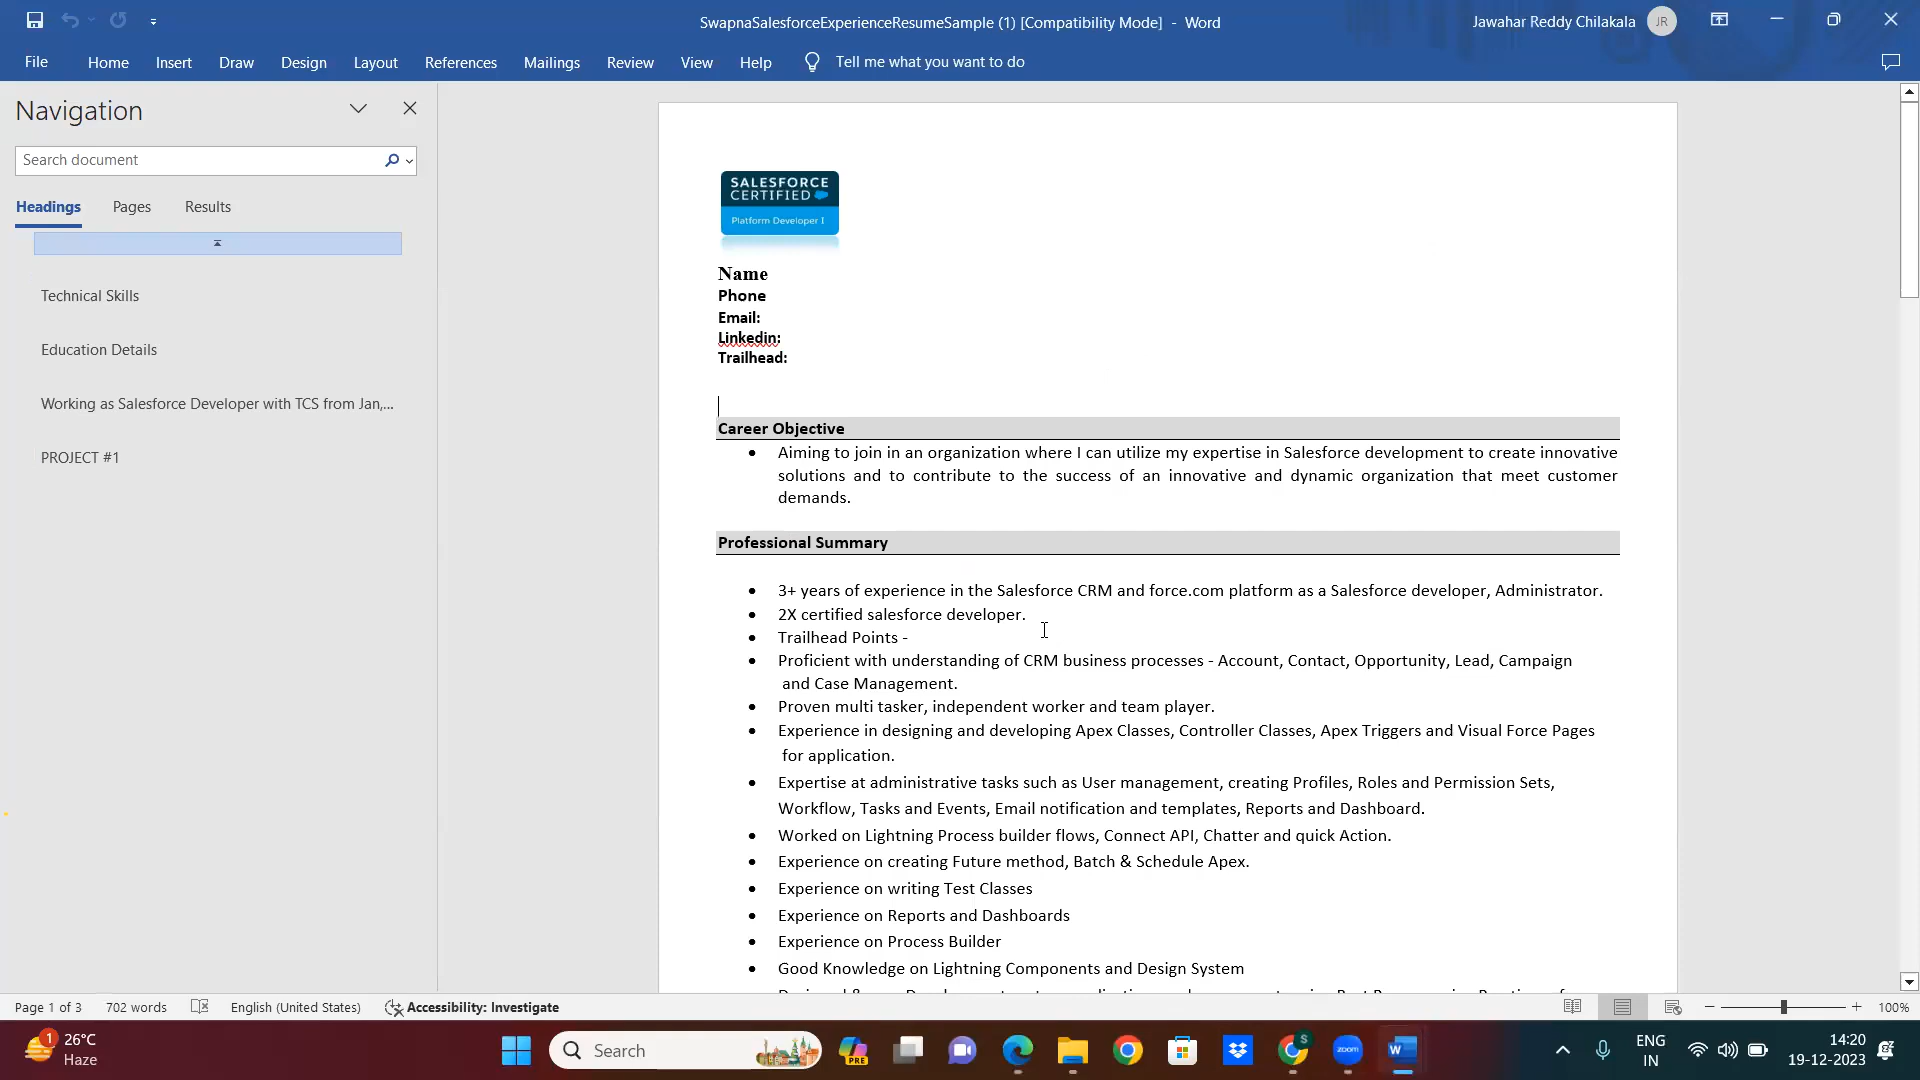 SwapnaSalesforceExperienceResumeSample (1) [Compatibility Mode] - Word
Jawahar Reddy Chilakala
JR
File
Home
Insert
Draw
Design
Layout
References
Mailings
Review
View
Help
Tell me what you want to do
Navigation
Search document
Headings
Pages
Results
Technical Skills
Education Details
Working as Salesforce Developer with TCS from Jan,...
PROJECT #1
SALESFORCE
CERTIFIED
Platform Developer I
Name
Phone
Email:
Linkedin:
Trailhead:
Career Objective
• Aiming to join in an organization where I can utilize my expertise in Salesforce development to create innovative
solutions and to contribute to the success of an innovative and dynamic organization that meet customer
demands.
Professional Summary
• 3+ years of experience in the Salesforce CRM and force.com platform as a Salesforce developer, Administrator.
• 2X certified salesforce developer.
• Trailhead Points -
• Proficient with understanding of CRM business processes - Account, Contact, Opportunity, Lead, Campaign
and Case Management.
• Proven multi tasker, independent worker and team player.
• Experience in designing and developing Apex Classes, Controller Classes, Apex Triggers and Visual Force Pages
for application.
• Expertise at administrative tasks such as User management, creating Profiles, Roles and Permission Sets,
Workflow, Tasks and Events, Email notification and templates, Reports and Dashboard.
• Worked on Lightning Process builder flows, Connect API, Chatter and quick Action.
• Experience on creating Future method, Batch & Schedule Apex.
• Experience on writing Test Classes
• Experience on Reports and Dashboards
• Experience on Process Builder
• Good Knowledge on Lightning Components and Design System
Page 1 of 3
702 words
English (United States)
Accessibility: Investigate
100%
1
26°C
Haze
Search
PRE
S
zoom
ENG
IN
14:20
19-12-2023